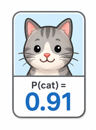 P(cat) =
0.91